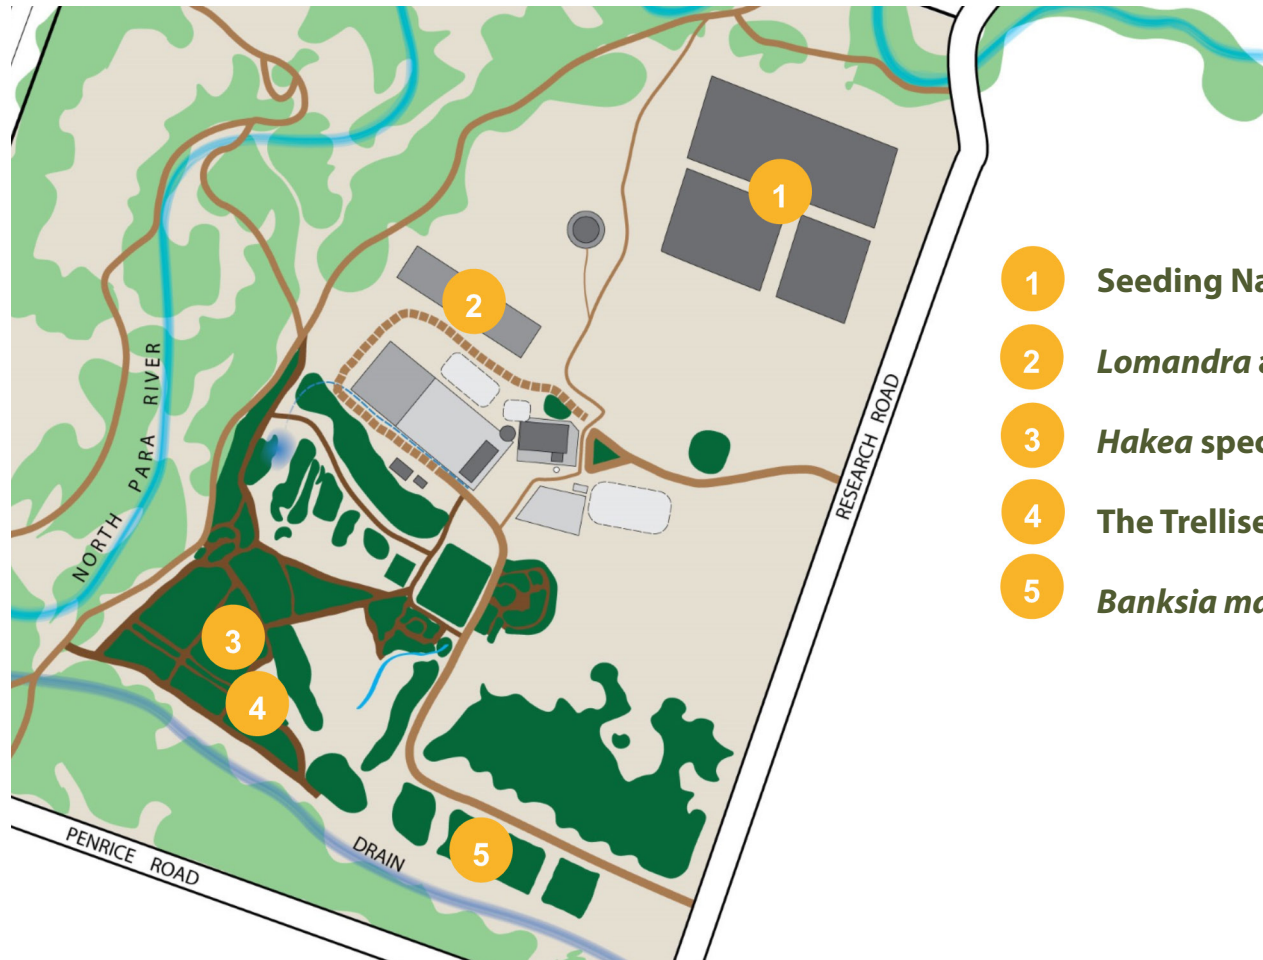 1
2
3
4
5
NORTH PARA RIVER
RESEARCH ROAD
PENRICE ROAD
DRAIN
1 Seeding Na
2 Lomandra a
3 Hakea spec
4 The Trellise
5 Banksia ma